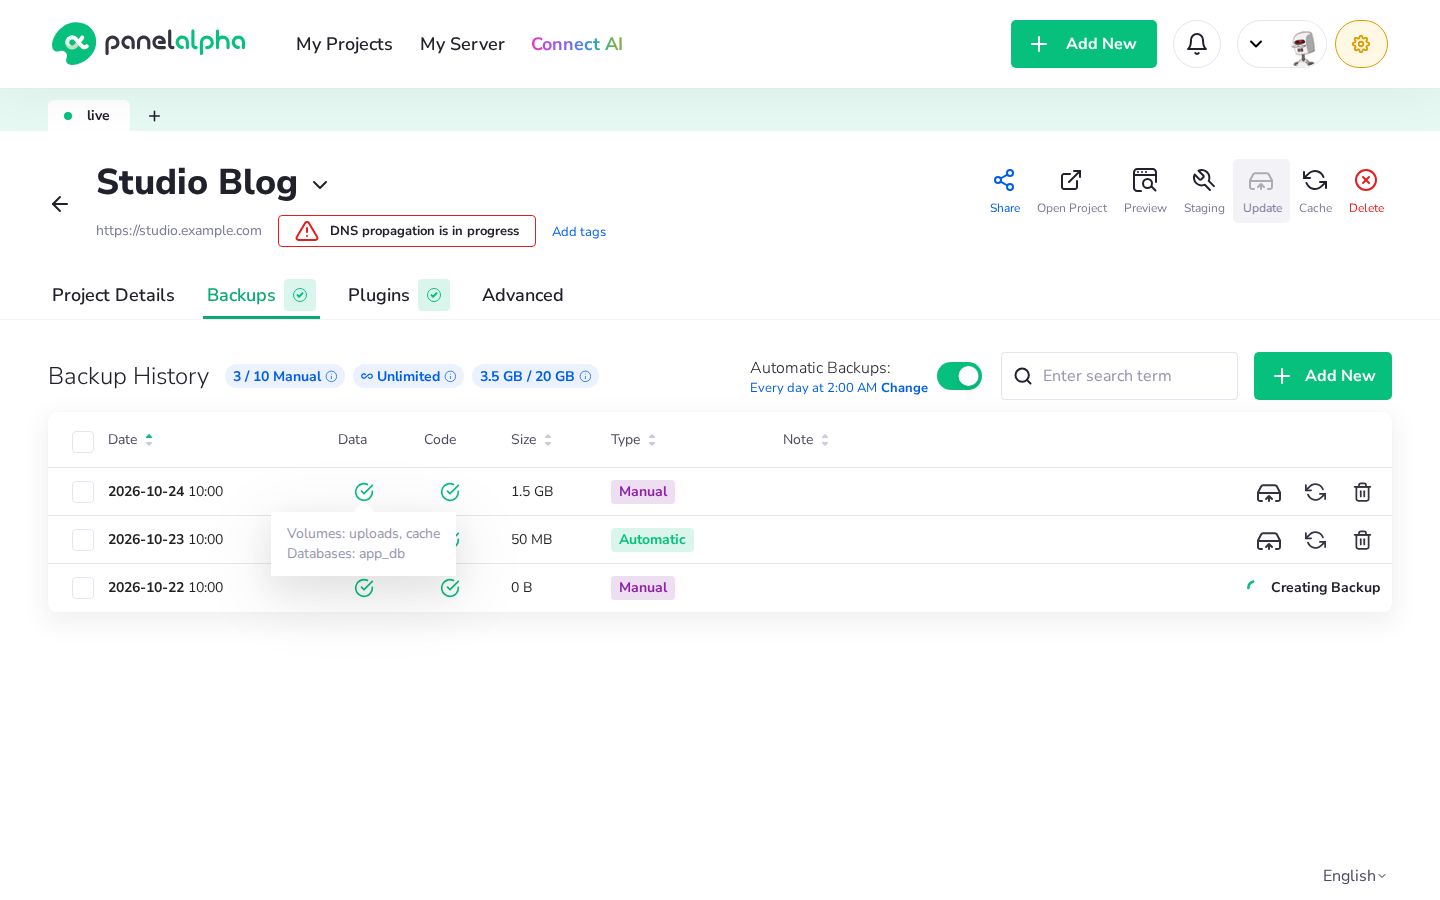 panelalpha
My Projects
My Server
Connect AI
Add New
live
Studio Blog
https://studio.example.com
DNS propagation is in progress
Add tags
Share
Open Project
Preview
Staging
Update
Cache
Delete
Project Details
Backups
Plugins
Advanced
Backup History
3 / 10 Manual
Unlimited
3.5 GB / 20 GB
Automatic Backups:
Every day at 2:00 AM Change
Enter search term
Add New
Date
Data
Code
Size
Type
Note
2026-10-24 10:00
1.5 GB
Manual
Volumes: uploads, cache
Databases: app_db
2026-10-23 10:00
50 MB
Automatic
2026-10-22 10:00
0 B
Manual
Creating Backup
English